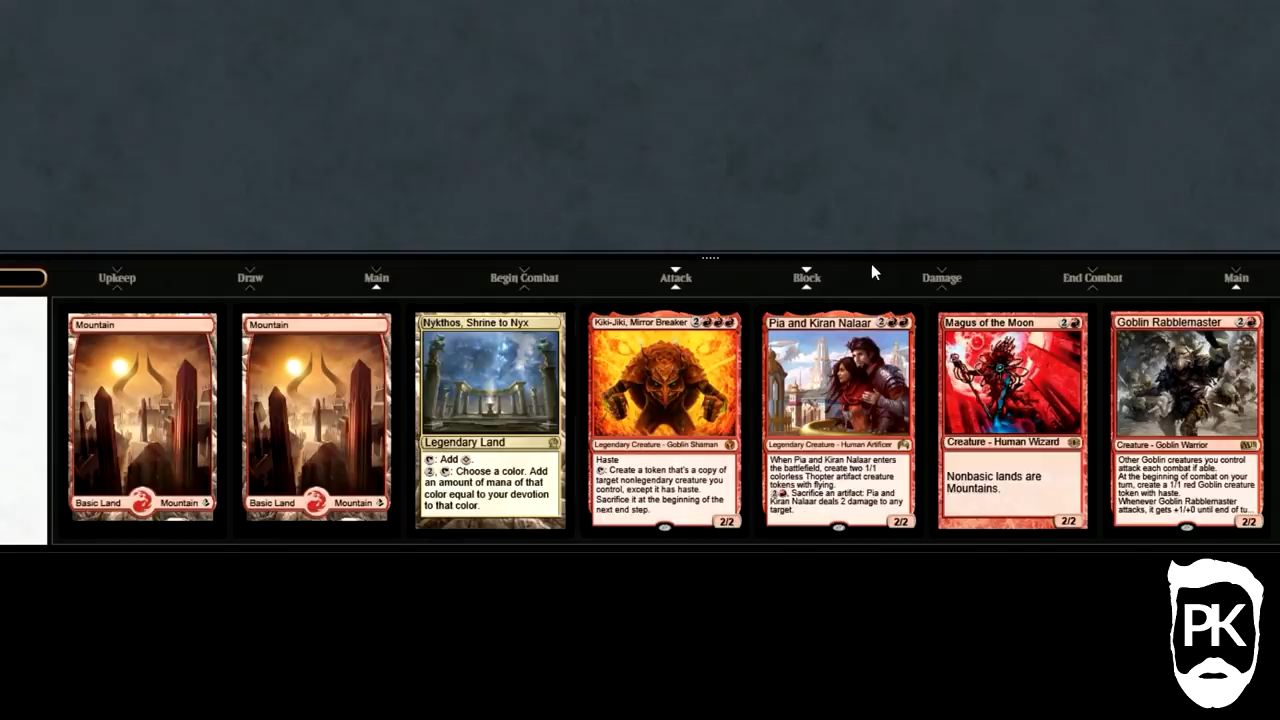 Upkeep
Draw
Main
Begin Combat
Attack
Block
Damage
End Combat
Main
Mountain
Basic Land
Mountain
Mountain
Basic Land
Mountain
Nykthos, Shrine to Nyx
Legendary Land
: Add .
2, : Choose a color. Add
an amount of mana of that
color equal to your devotion
to that color.
Kiki-Jiki, Mirror Breaker 2
Legendary Creature - Goblin Shaman
Haste
: Create a token that's a copy of
target nonlegendary creature you
control, except it has haste.
Sacrifice it at the beginning of the
next end step.
2/2
Pia and Kiran Nalaar 2
Legendary Creature - Human Artificer
When Pia and Kiran Nalaar enters
the battlefield, create two 1/1
colorless Thopter artifact creature
tokens with flying.
2, Sacrifice an artifact: Pia and
Kiran Nalaar deals 2 damage to any
target.
2/2
Magus of the Moon 2
Creature - Human Wizard
Nonbasic lands are
Mountains.
2/2
Goblin Rabblemaster 2
Creature - Goblin Warrior
Other Goblin creatures you control
attack each combat if able.
At the beginning of combat on your
turn, create a 1/1 red Goblin creature
token with haste.
Whenever Goblin Rabblemaster
attacks, it gets +1/+0 until end of tu...
2/2
PK